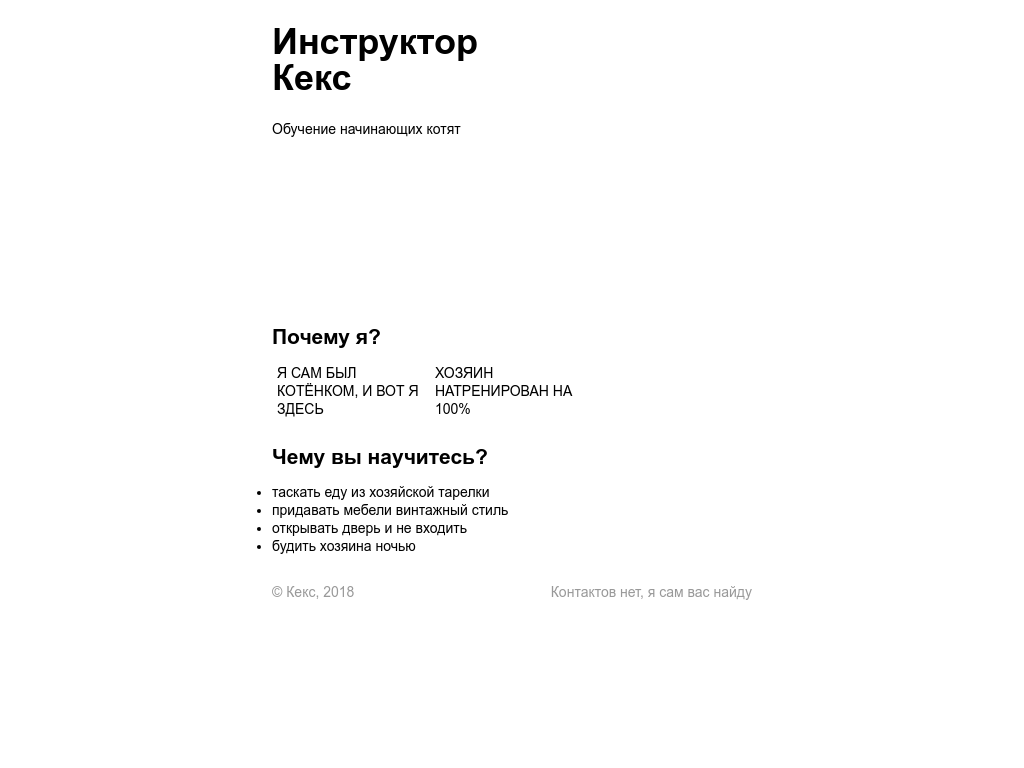 Инструктор
Кекс
Обучение начинающих котят
Почему я?
Я САМ БЫЛ
КОТЁНКОМ, И ВОТ Я
ЗДЕСЬ
ХОЗЯИН
НАТРЕНИРОВАН НА
100%
Чему вы научитесь?
• таскать еду из хозяйской тарелки
• придавать мебели винтажный стиль
• открывать дверь и не входить
• будить хозяина ночью
© Кекс, 2018
Контактов нет, я сам вас найду